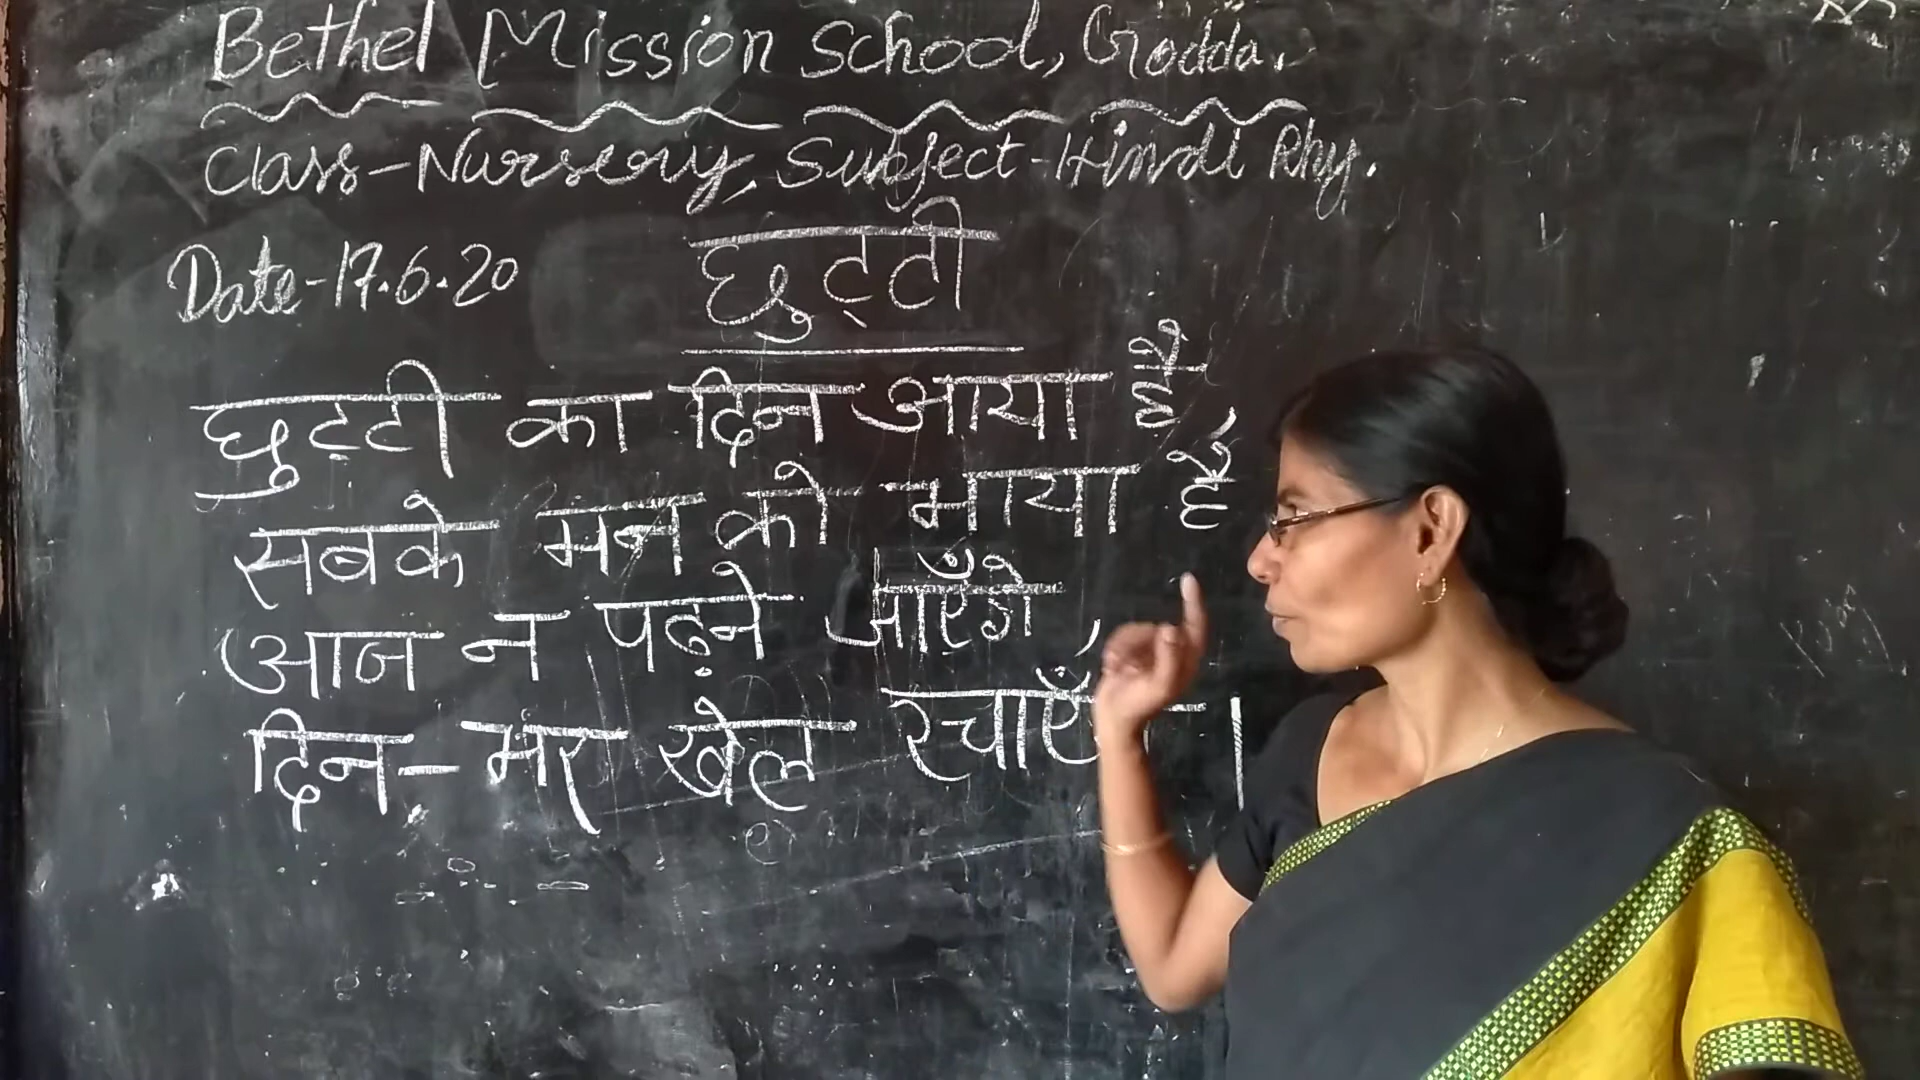 Bethel Mission School, Godda.
Class-Nursery, Subject-Hindi Rhy.
Date-17.6.20
छुट्टी
छुट्टी का दिन आया है,
सबके मन को भाया है
आज न पढ़ने जाएँगे,
दिन-भर खेल |